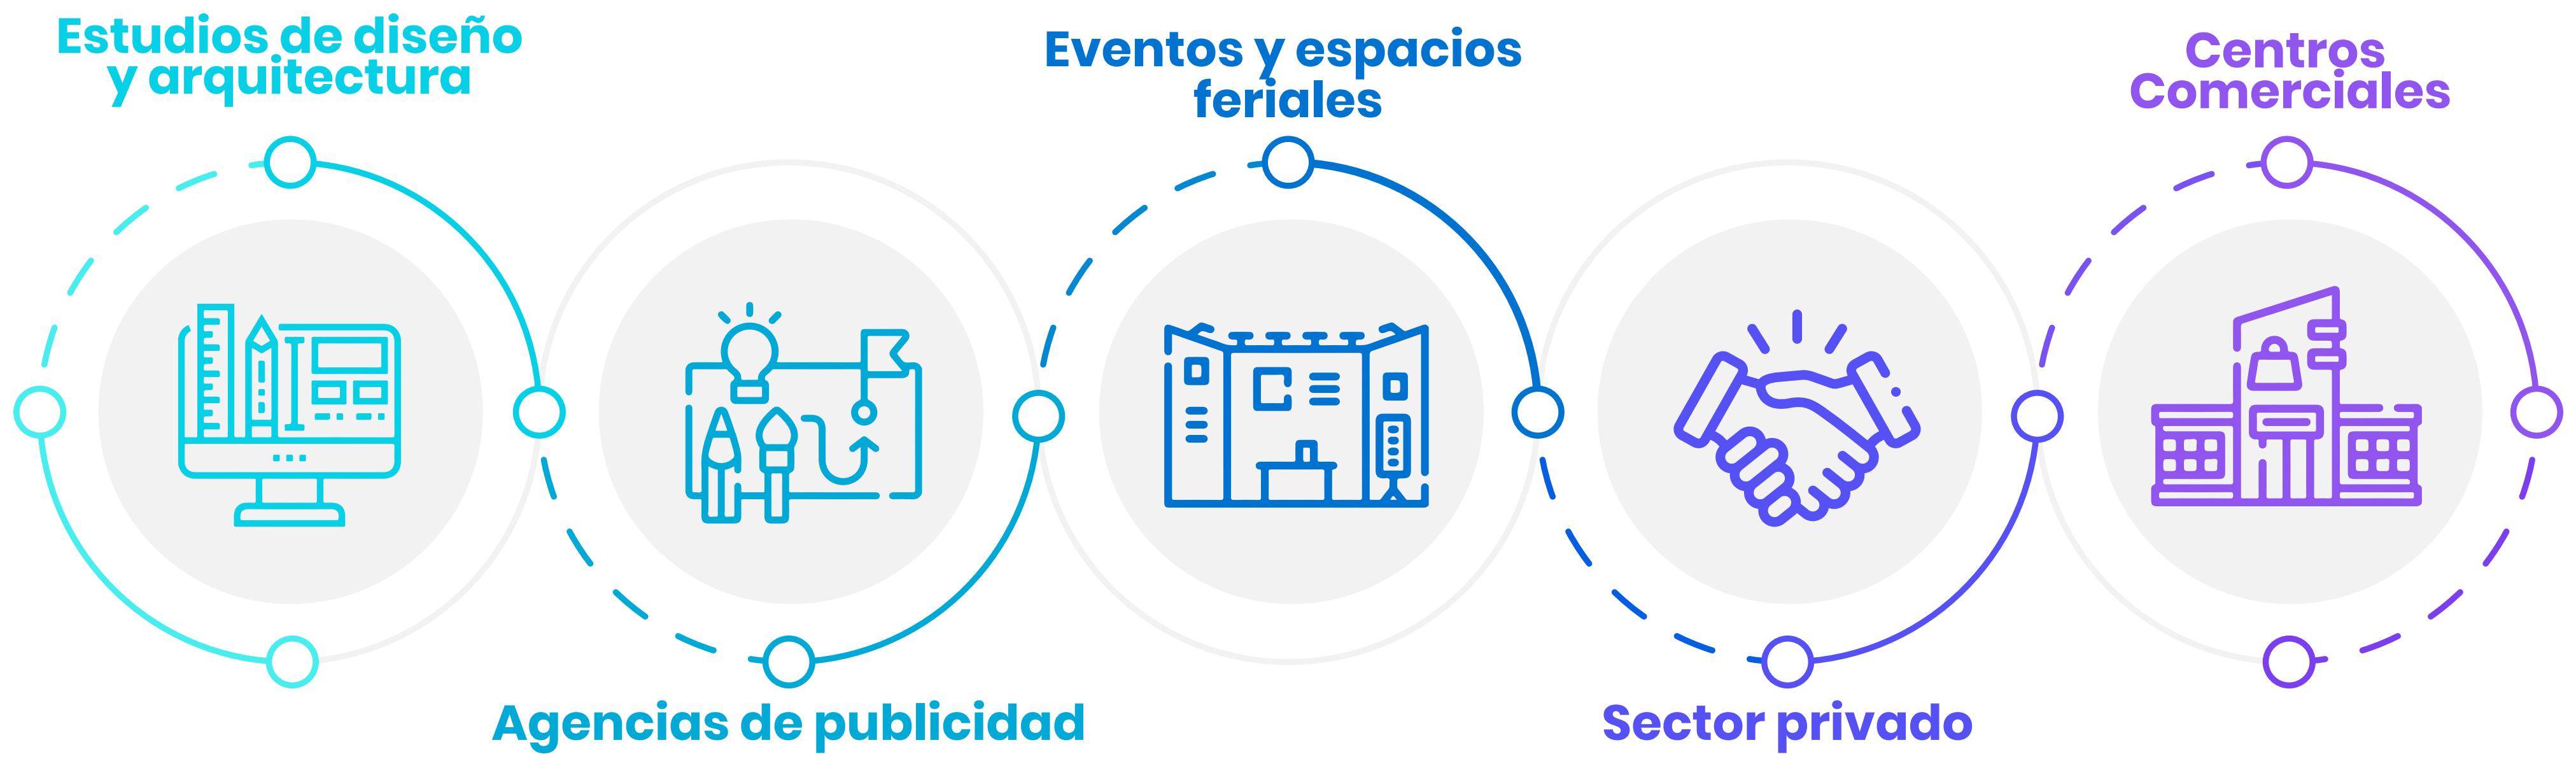 Estudios de diseño
y arquitectura
Agencias de publicidad
Eventos y espacios
feriales
Sector privado
Centros
Comerciales